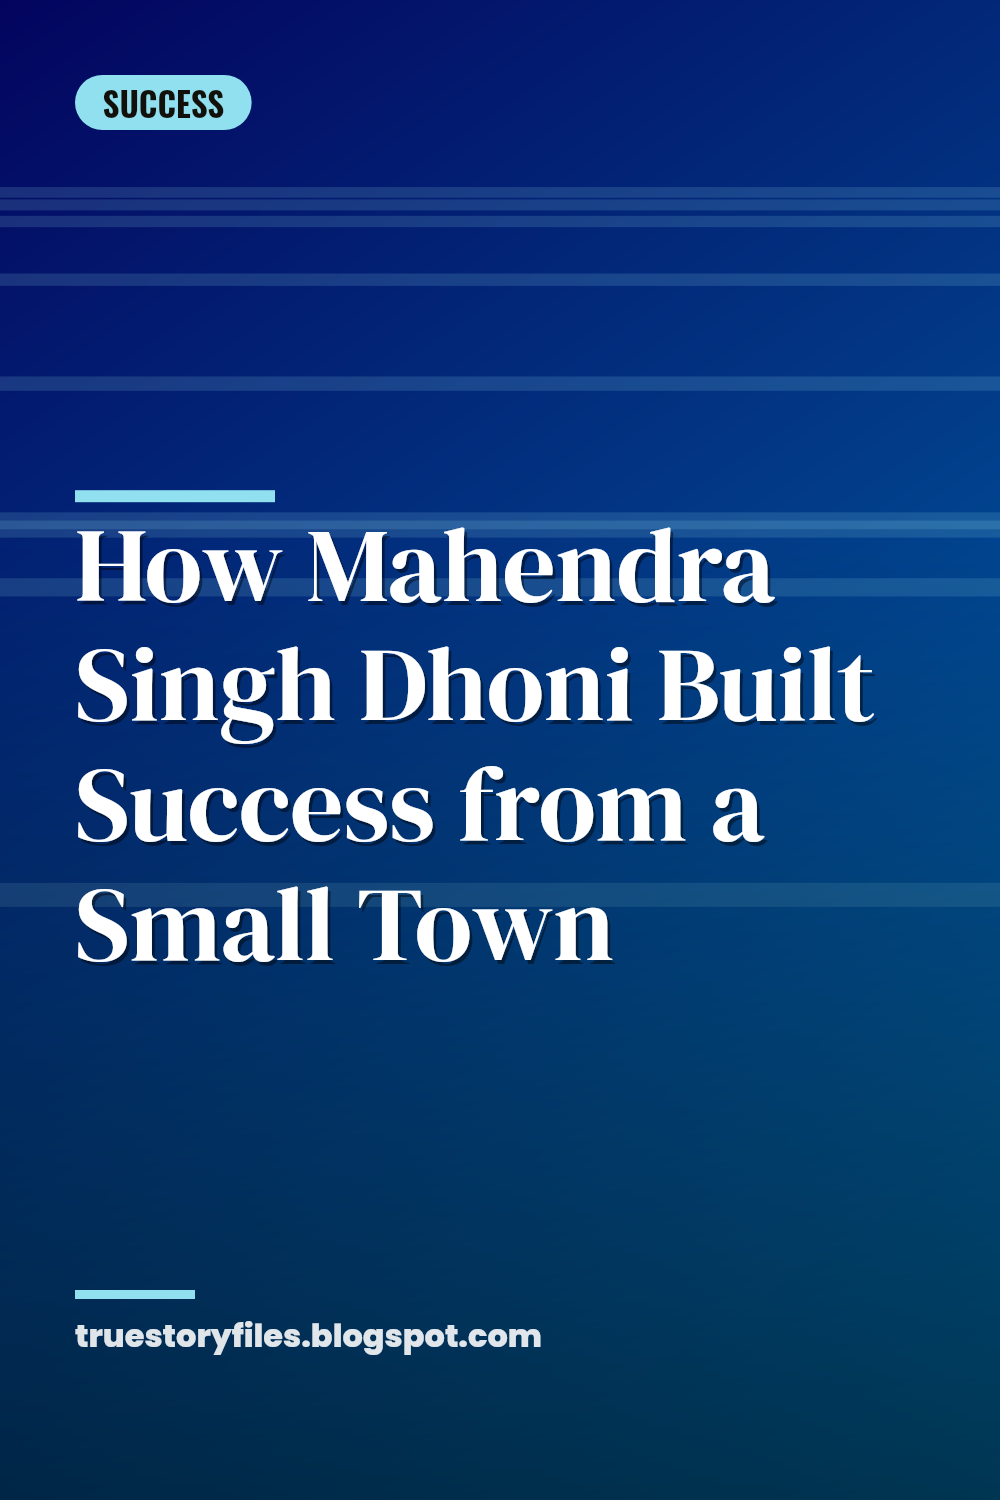 SUCCESS
How Mahendra
Singh Dhoni Built
Success from a
Small Town
truestoryfiles.blogspot.com